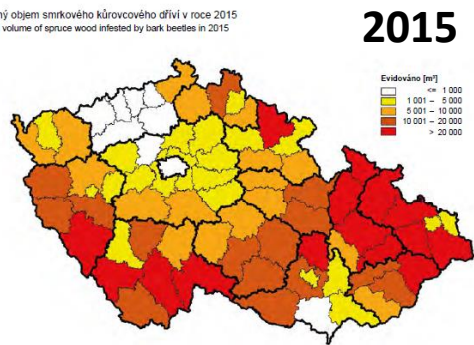 ný objem smrkového kůrovcového dříví v roce 2015
volume of spruce wood infested by bark beetles in 2015
2015
Evidováno [m³]
<= 1 000
1 001 – 5 000
5 001 – 10 000
10 001 – 20 000
> 20 000